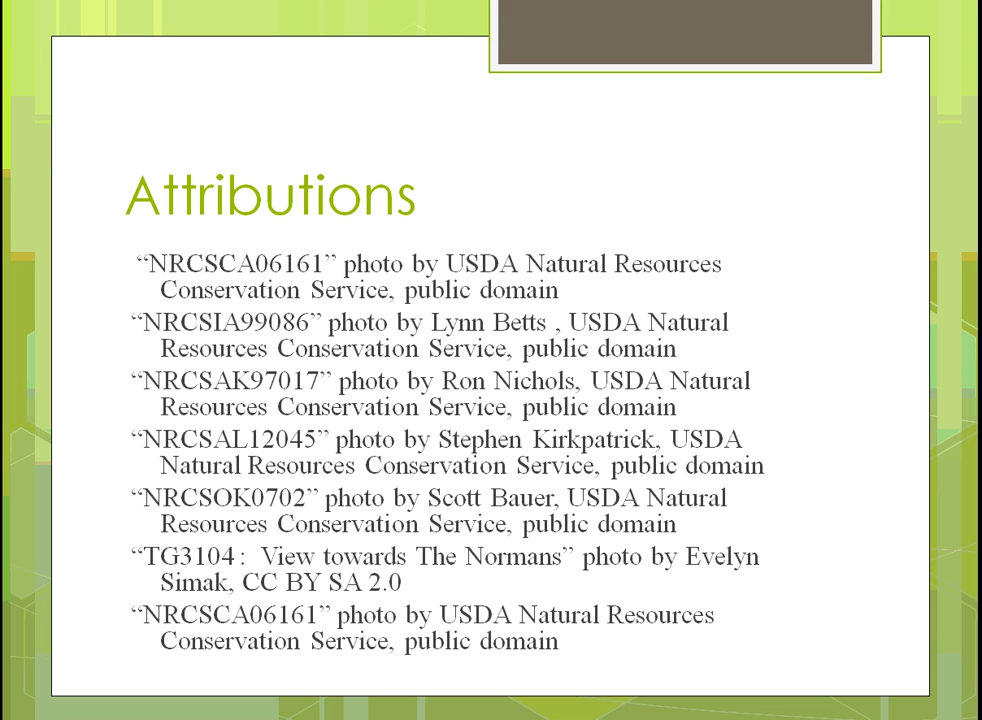 Attributions
“NRCSCA06161” photo by USDA Natural Resources
Conservation Service, public domain
“NRCSIA99086” photo by Lynn Betts , USDA Natural
Resources Conservation Service, public domain
“NRCSAK97017” photo by Ron Nichols, USDA Natural
Resources Conservation Service, public domain
“NRCSAL12045” photo by Stephen Kirkpatrick, USDA
Natural Resources Conservation Service, public domain
“NRCSOK0702” photo by Scott Bauer, USDA Natural
Resources Conservation Service, public domain
“TG3104 :  View towards The Normans” photo by Evelyn
Simak, CC BY SA 2.0
“NRCSCA06161” photo by USDA Natural Resources
Conservation Service, public domain